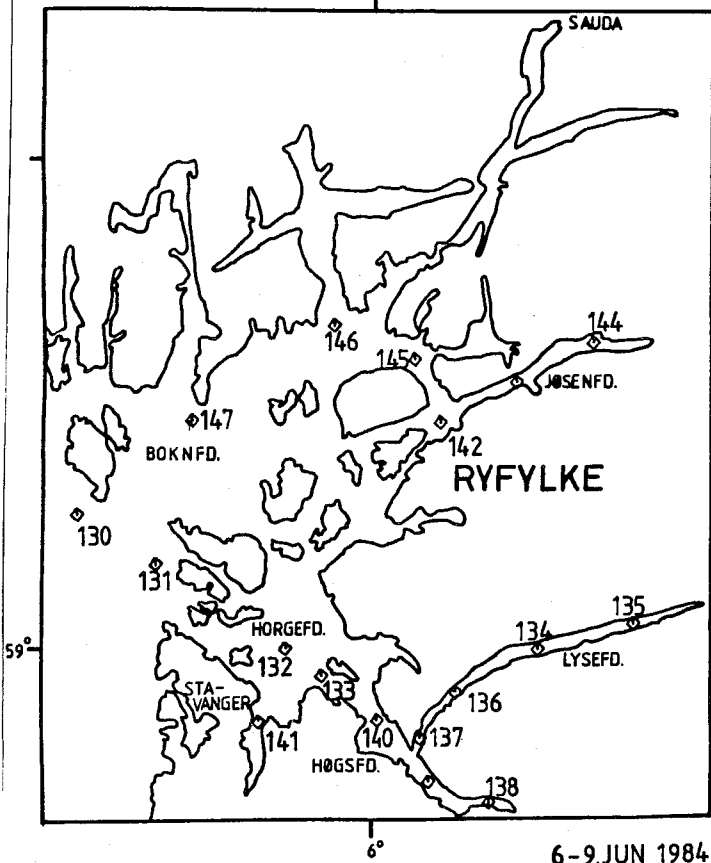 SAUDA
144
146
145
JØSENFD.
147
142
BOKNFD.
RYFYLKE
130
131
135
HORGEFD.
134
59°
132
LYSEFD.
133
STA-
VANGER
136
140
137
141
HØGSFD.
138
6°
6-9.JUN 1984